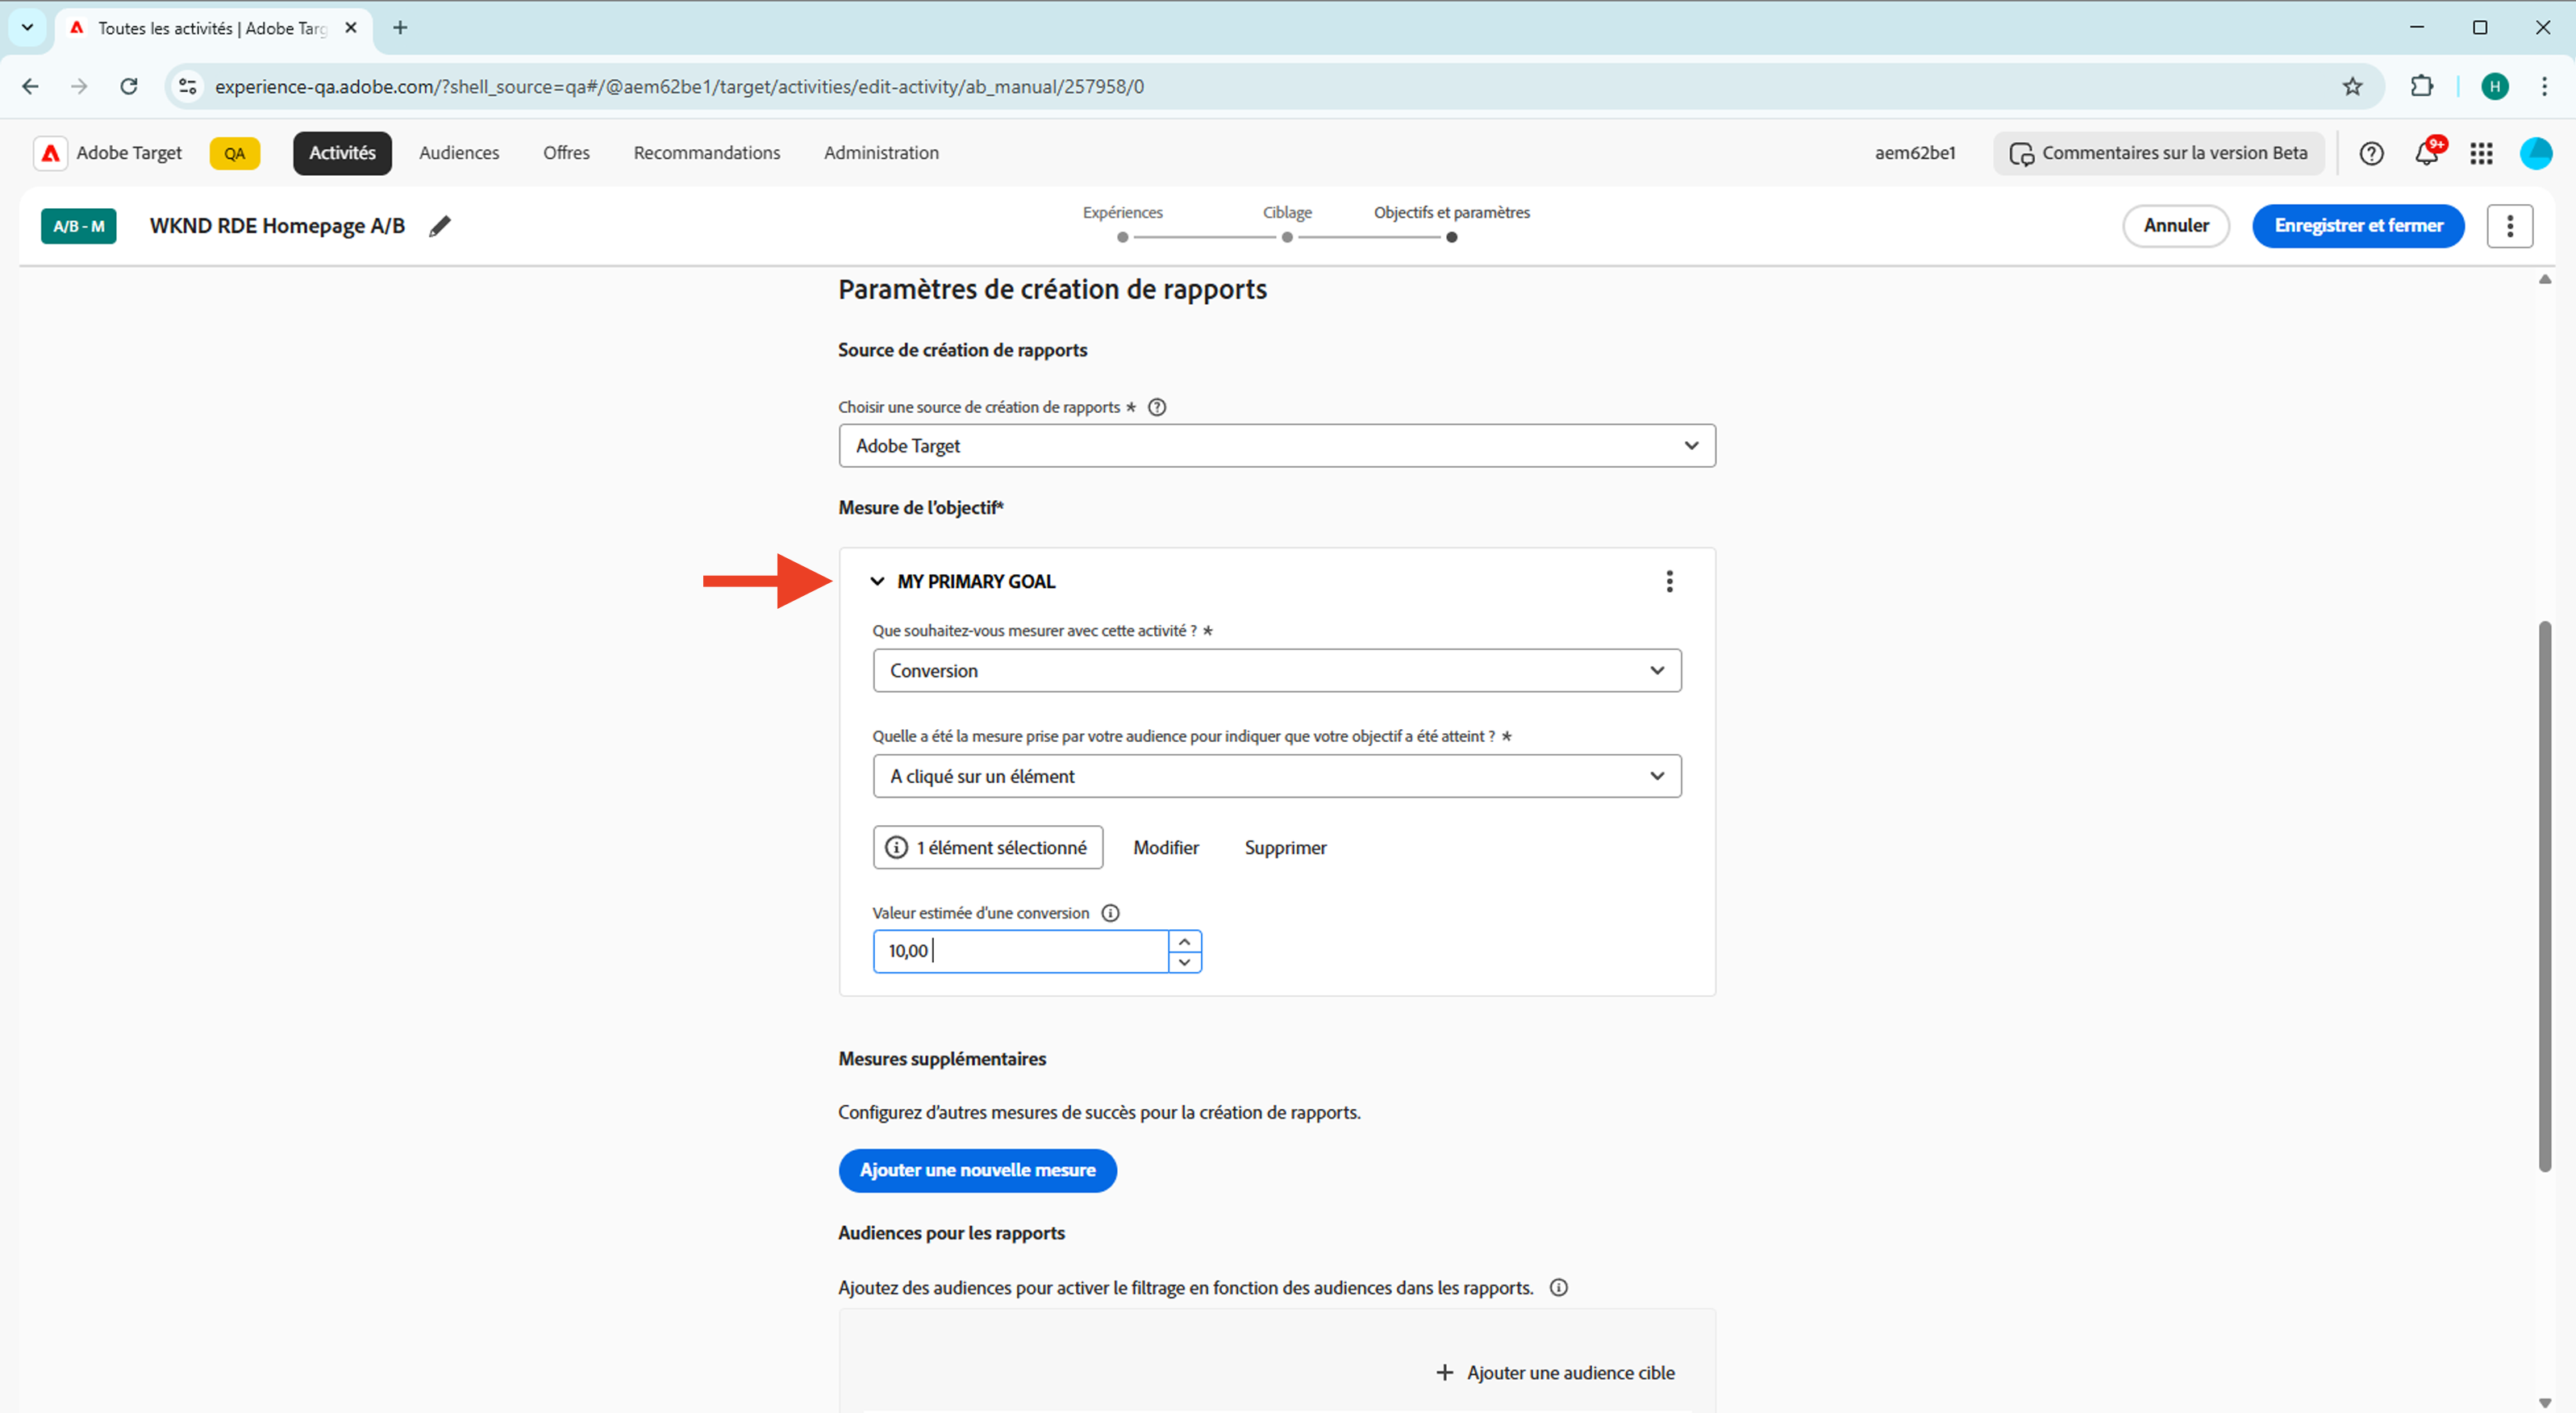 Toutes les activités | Adobe Targ
experience-qa.adobe.com/?shell_source=qa#/@aem62be1/target/activities/edit-activity/ab_manual/257958/0
H
Adobe Target
QA
Activités
Audiences
Offres
Recommandations
Administration
aem62be1
Commentaires sur la version Beta
9+
A/B - M
WKND RDE Homepage A/B
Expériences
Ciblage
Objectifs et paramètres
Annuler
Enregistrer et fermer
Paramètres de création de rapports
Source de création de rapports
Choisir une source de création de rapports *
Adobe Target
Mesure de l'objectif*
MY PRIMARY GOAL
Que souhaitez-vous mesurer avec cette activité ? *
Conversion
Quelle a été la mesure prise par votre audience pour indiquer que votre objectif a été atteint ? *
A cliqué sur un élément
1 élément sélectionné
Modifier
Supprimer
Valeur estimée d'une conversion
10,00
Mesures supplémentaires
Configurez d'autres mesures de succès pour la création de rapports.
Ajouter une nouvelle mesure
Audiences pour les rapports
Ajoutez des audiences pour activer le filtrage en fonction des audiences dans les rapports.
Ajouter une audience cible